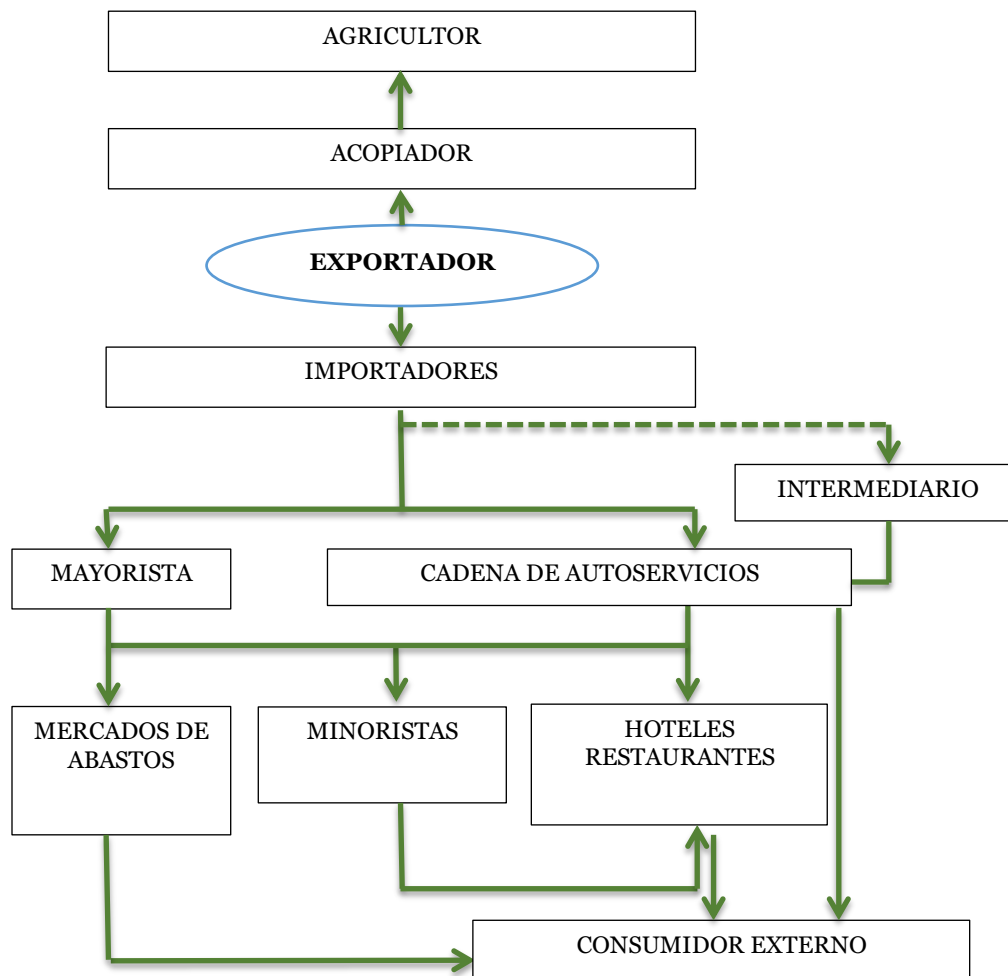 AGRICULTOR
ACOPIADOR
EXPORTADOR
IMPORTADORES
INTERMEDIARIO
MAYORISTA
CADENA DE AUTOSERVICIOS
MERCADOS DE
ABASTOS
MINORISTAS
HOTELES
RESTAURANTES
CONSUMIDOR EXTERNO